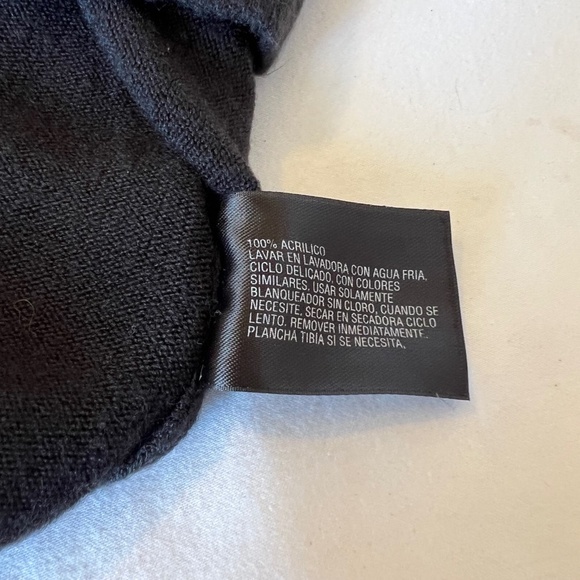 100% ACRILICO
LAVAR EN LAVADORA CON AGUA FRIA.
CICLO DELICADO, CON COLORES
SIMILARES. USAR SOLAMENTE
BLANQUEADOR SIN CLORO, CUANDO SE
NECESITE. SECAR EN SECADORA CICLO
LENTO. REMOVER INMEDIATAMENTE.
PLANCHA TIBIA SI SE NECESITA.